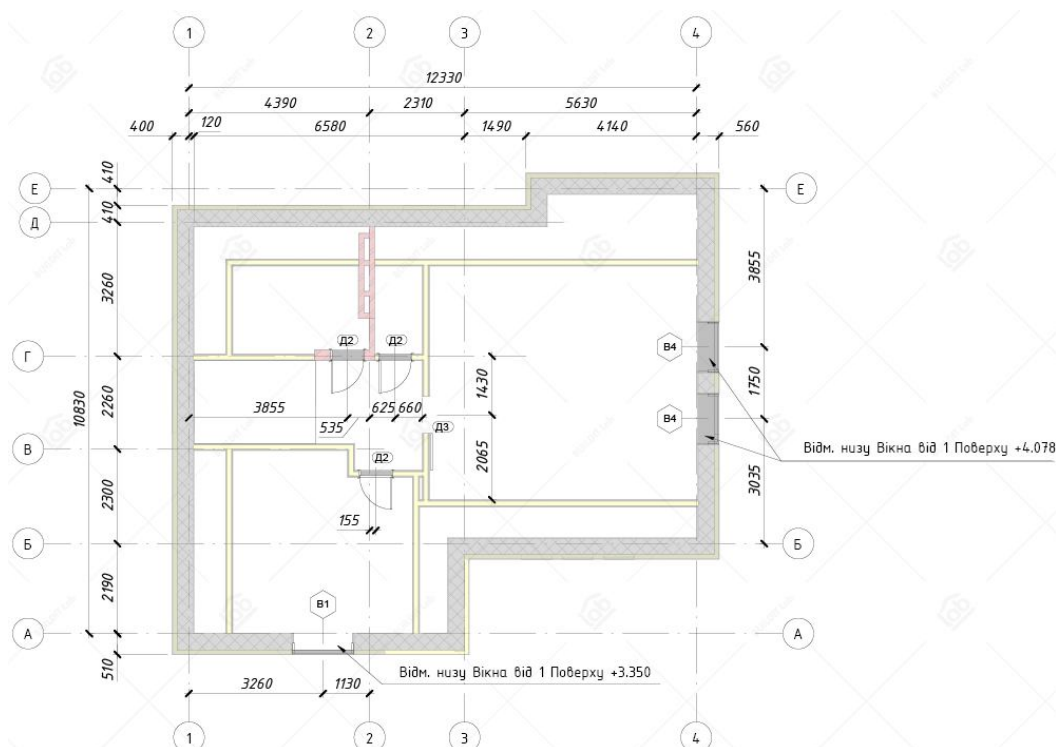 1
2
3
4
12330
4390
2310
5630
400
120
6580
1490
4140
560
410
Е
Е
410
Д
3260
3855
Д2
Д2
Г
В4
10830
2260
3855
535
625
660
1430
1750
В4
Д3
В
Д2
2065
Відм. низу Вікна від 1 Поверху +4.078
2300
3035
155
Б
Б
2190
В1
А
А
510
Відм. низу Вікна від 1 Поверху +3.350
3260
1130
1
2
3
4